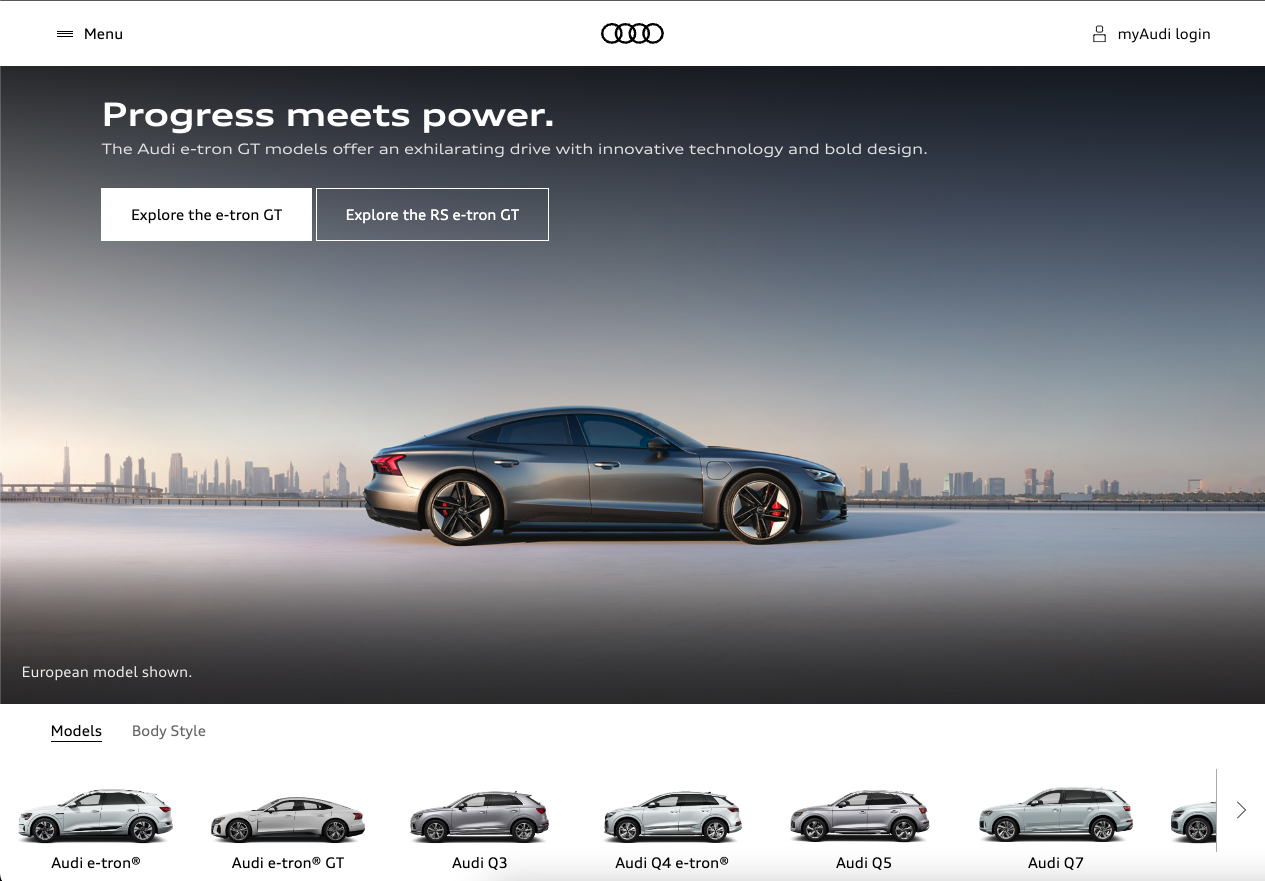 Menu
myAudi login
Progress meets power.
The Audi e-tron GT models offer an exhilarating drive with innovative technology and bold design.
Explore the e-tron GT
Explore the RS e-tron GT
European model shown.
Models
Body Style
Audi e-tron®
Audi e-tron® GT
Audi Q3
Audi Q4 e-tron®
Audi Q5
Audi Q7